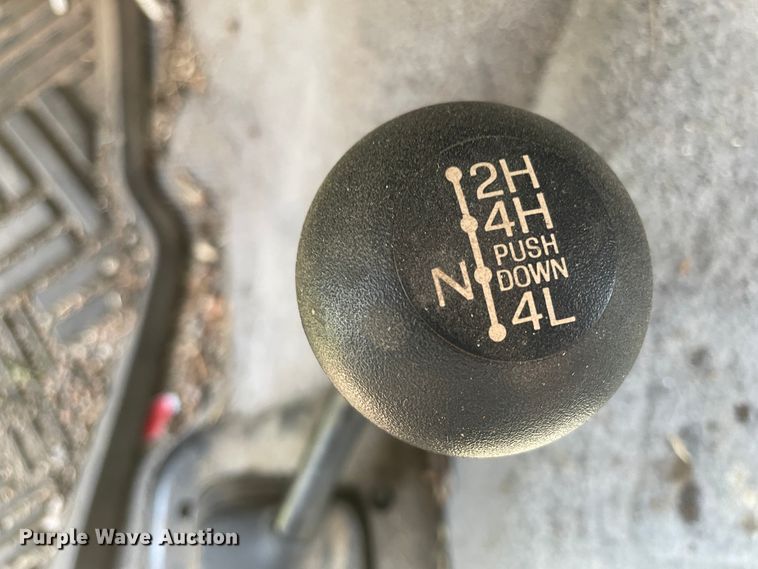 2H
4H
PUSH
N DOWN
4L
Purple Wave Auction